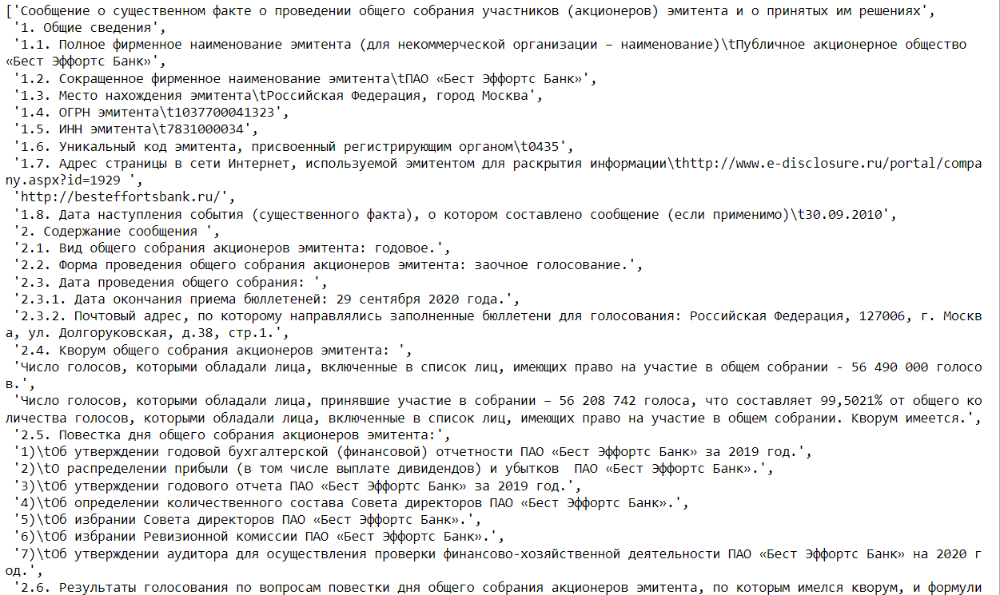 ['Сообщение о существенном факте о проведении общего собрания участников (акционеров) эмитента и о принятых им решениях',
'1. Общие сведения',
'1.1. Полное фирменное наименование эмитента (для некоммерческой организации – наименование)\tПубличное акционерное общество
«Бест Эффортс Банк»',
'1.2. Сокращенное фирменное наименование эмитента\tПАО «Бест Эффортс Банк»',
'1.3. Место нахождения эмитента\tРоссийская Федерация, город Москва',
'1.4. ОГРН эмитента\t1037700041323',
'1.5. ИНН эмитента\t7831000034',
'1.6. Уникальный код эмитента, присвоенный регистрирующим органом\t0435',
'1.7. Адрес страницы в сети Интернет, используемой эмитентом для раскрытия информации\thttp://www.e-disclosure.ru/portal/compa
ny.aspx?id=1929 ',
'http://besteffortsbank.ru/',
'1.8. Дата наступления события (существенного факта), о котором составлено сообщение (если применимо)\t30.09.2010',
'2. Содержание сообщения ',
'2.1. Вид общего собрания акционеров эмитента: годовое.',
'2.2. Форма проведения общего собрания акционеров эмитента: заочное голосование.',
'2.3. Дата проведения общего собрания: ',
'2.3.1. Дата окончания приема бюллетеней: 29 сентября 2020 года.',
'2.3.2. Почтовый адрес, по которому направлялись заполненные бюллетени для голосования: Российская Федерация, 127006, г. Москв
а, ул. Долгоруковская, д.38, стр.1.',
'2.4. Кворум общего собрания акционеров эмитента: ',
'Число голосов, которыми обладали лица, включенные в список лиц, имеющих право на участие в общем собрании - 56 490 000 голосо
в.',
'Число голосов, которыми обладали лица, принявшие участие в собрании – 56 208 742 голоса, что составляет 99,5021% от общего ко
личества голосов, которыми обладали лица, включенные в список лиц, имеющих право на участие в общем собрании. Кворум имеется.',
'2.5. Повестка дня общего собрания акционеров эмитента:',
'1)\tОб утверждении годовой бухгалтерской (финансовой) отчетности ПАО «Бест Эффортс Банк» за 2019 год.',
'2)\tО распределении прибыли (в том числе выплате дивидендов) и убытков  ПАО «Бест Эффортс Банк».',
'3)\tОб утверждении годового отчета ПАО «Бест Эффортс Банк» за 2019 год.',
'4)\tОб определении количественного состава Совета директоров ПАО «Бест Эффортс Банк».',
'5)\tОб избрании Совета директоров ПАО «Бест Эффортс Банк».',
'6)\tОб избрании Ревизионной комиссии ПАО «Бест Эффортс Банк».',
'7)\tОб утверждении аудитора для осуществления проверки финансово-хозяйственной деятельности ПАО «Бест Эффортс Банк» на 2020 г
од.',
'2.6. Результаты голосования по вопросам повестки дня общего собрания акционеров эмитента, по которым имелся кворум, и формули